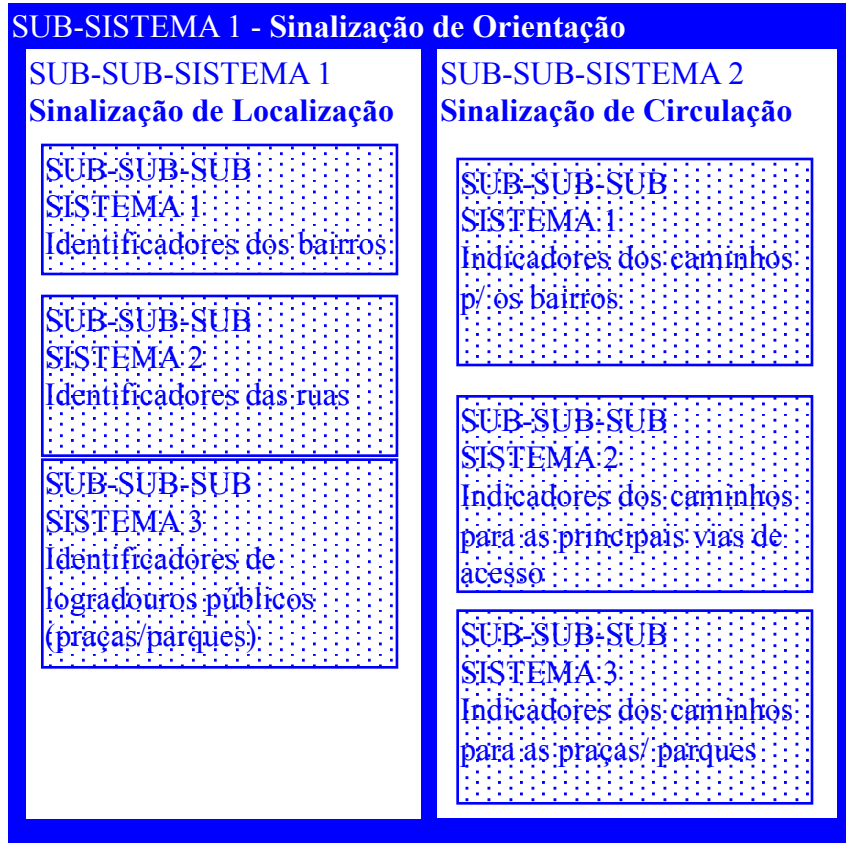 SUB-SISTEMA 1 - Sinalização de Orientação
SUB-SUB-SISTEMA 1
Sinalização de Localização
SUB-SUB-SUB
SISTEMA 1
Identificadores dos bairros
SUB-SUB-SUB
SISTEMA 2
Identificadores das ruas
SUB-SUB-SUB
SISTEMA 3
Identificadores de
logradouros públicos
(praças/parques)
SUB-SUB-SISTEMA 2
Sinalização de Circulação
SUB-SUB-SUB
SISTEMA 1
Indicadores dos caminhos
p/ os bairros
SUB-SUB-SUB
SISTEMA 2
Indicadores dos caminhos
para as principais vias de
acesso
SUB-SUB-SUB
SISTEMA 3
Indicadores dos caminhos
para as praças/ parques